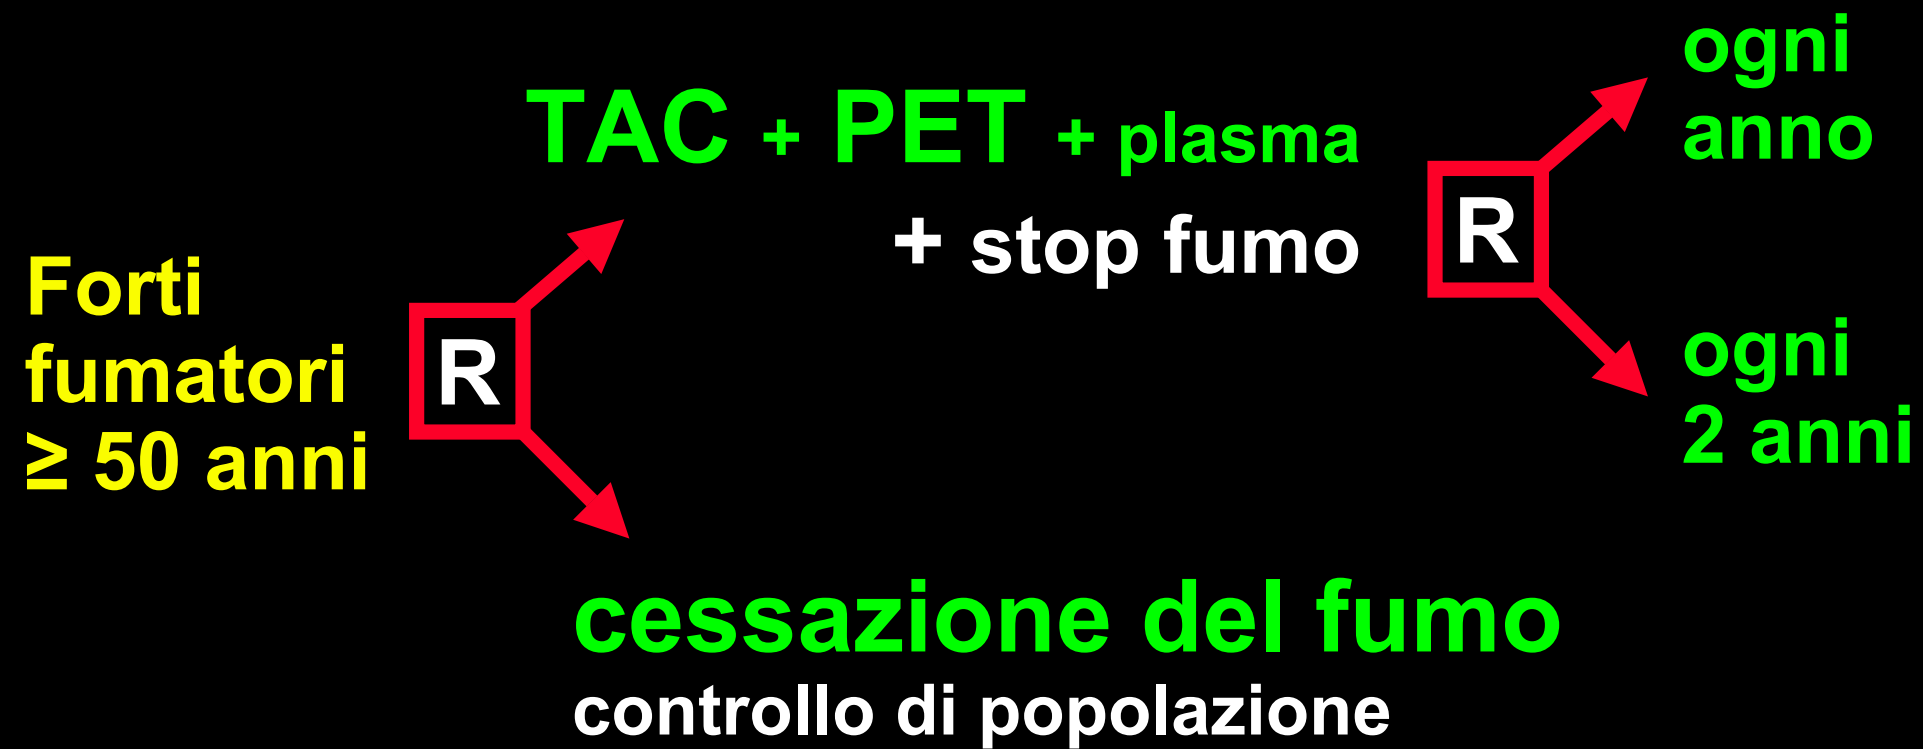 Forti
fumatori
≥ 50 anni
R
TAC + PET + plasma
+ stop fumo
R
ogni
anno
ogni
2 anni
cessazione del fumo
controllo di popolazione